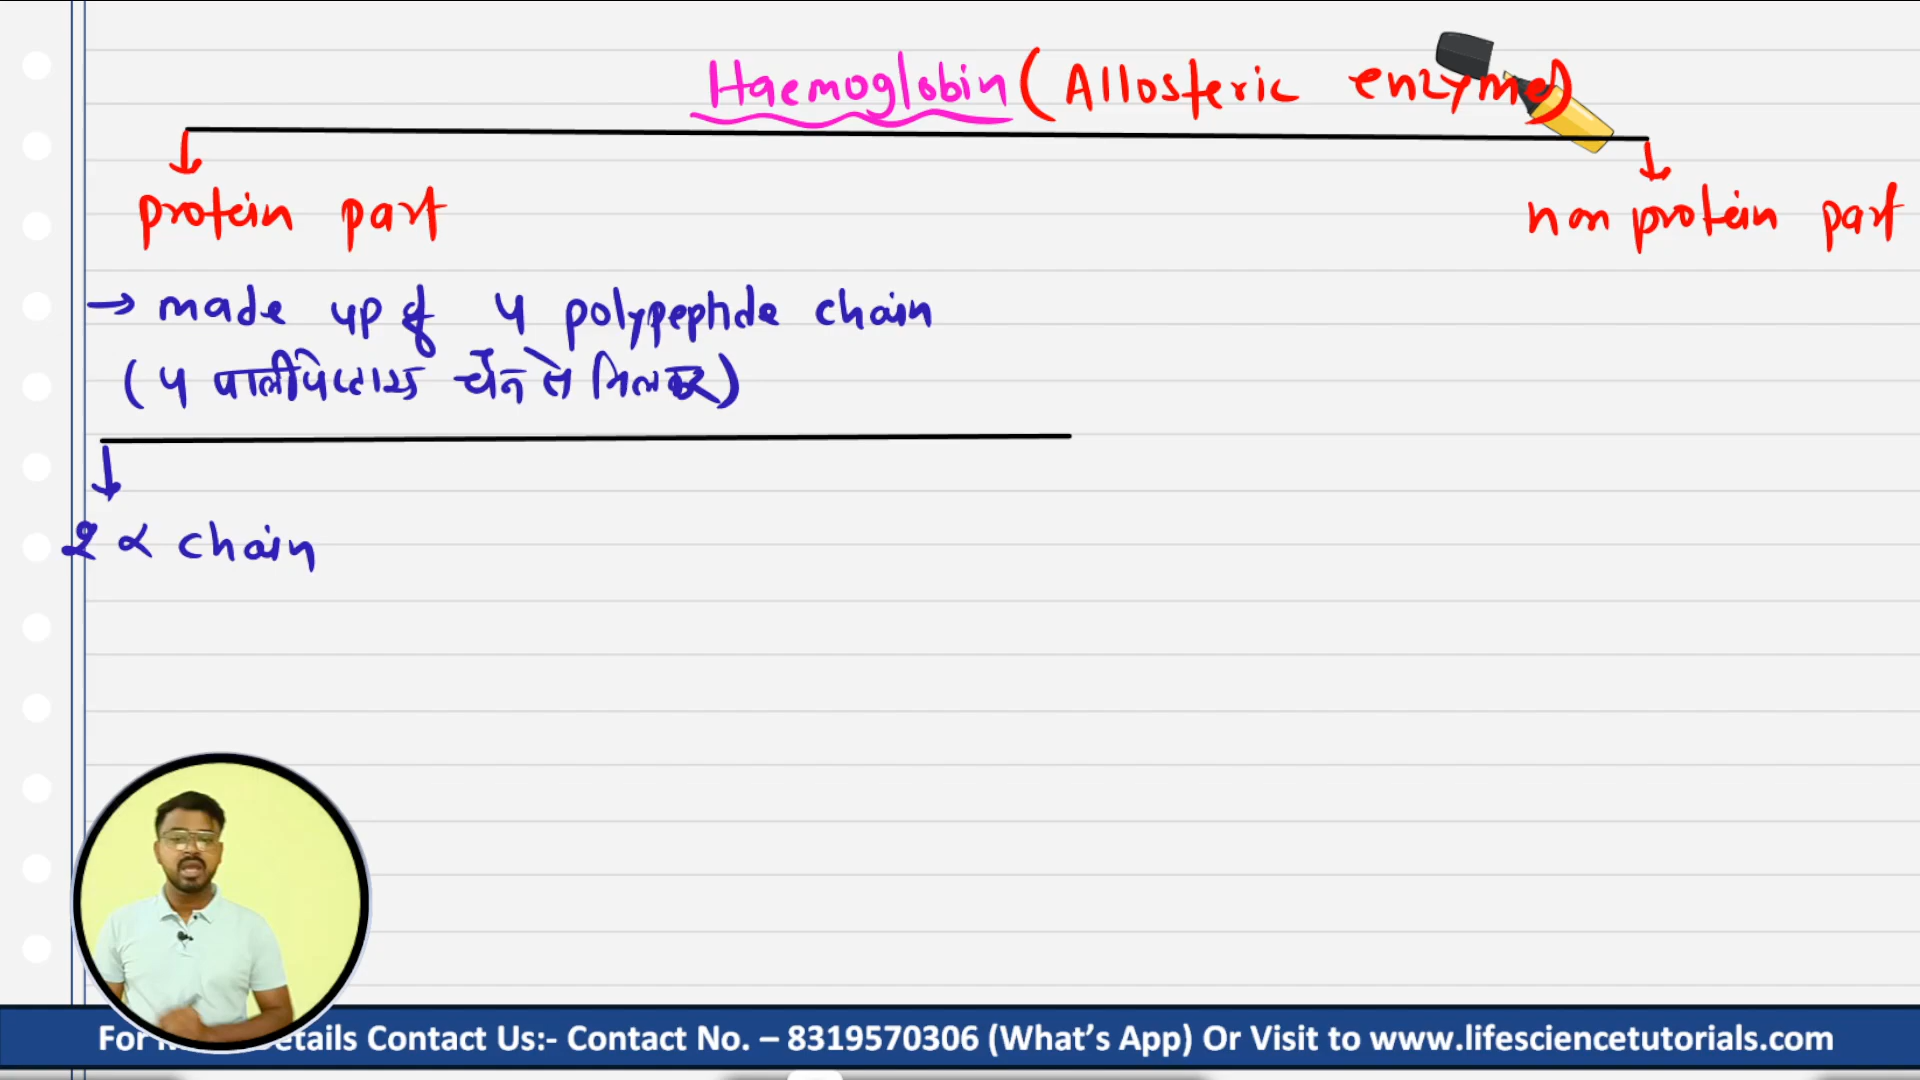 Haemoglobin (Allosteric enzyme)
protein part
non protein part
→ made up of 4 polypeptide chain
(4 पालीपेप्टाइड चैन से मिलकर)
2 α chain
For More Details Contact Us:- Contact No. – 8319570306 (What's App) Or Visit to www.lifesciencetutorials.com